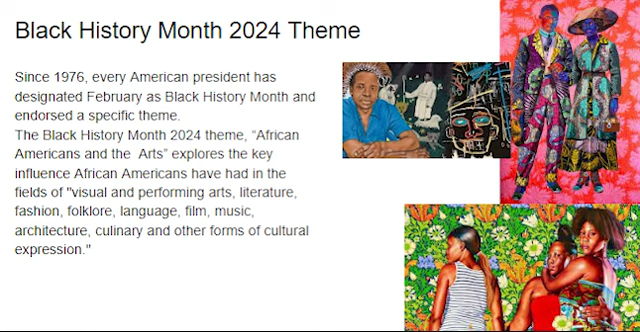 Black History Month 2024 Theme
Since 1976, every American president has
designated February as Black History Month and
endorsed a specific theme.
The Black History Month 2024 theme, “African
Americans and the  Arts” explores the key
influence African Americans have had in the
fields of "visual and performing arts, literature,
fashion, folklore, language, film, music,
architecture, culinary and other forms of cultural
expression."